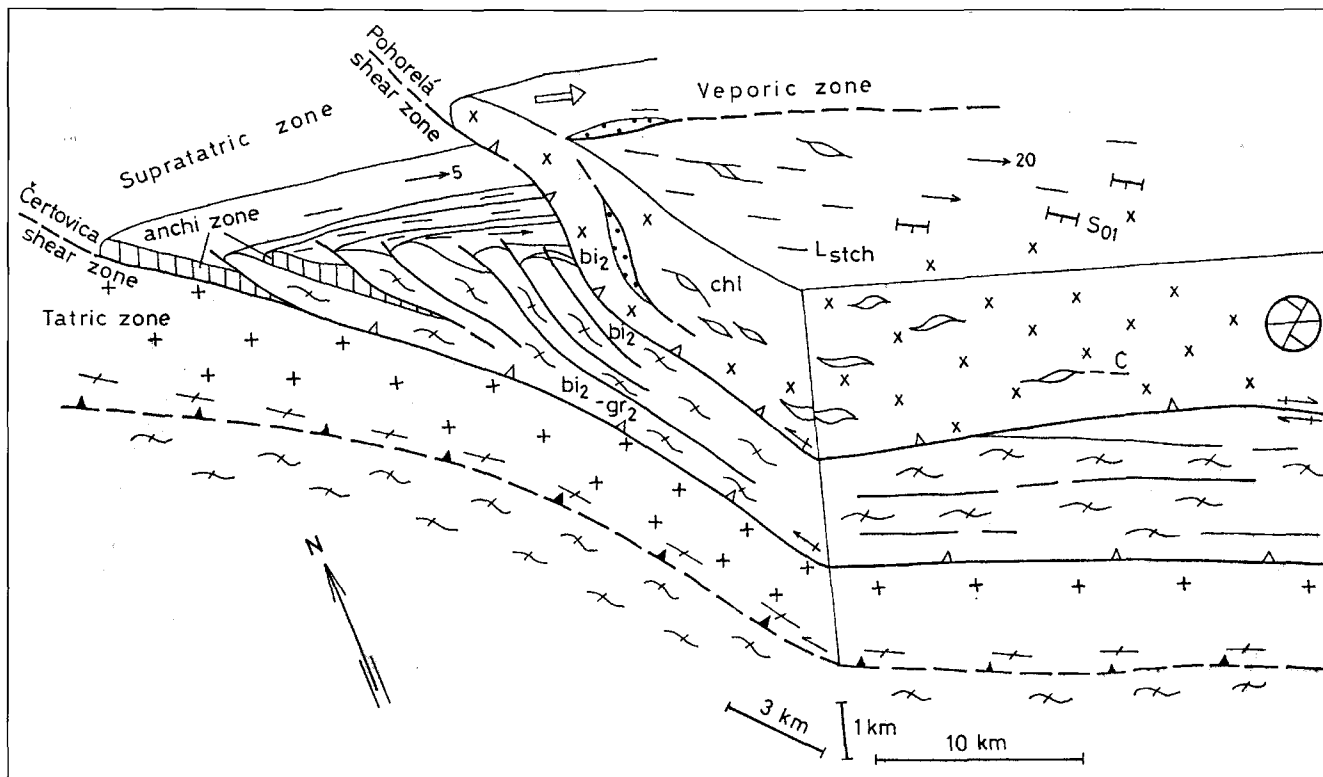 Pohorelá
shear zone
Veporic zone
Supratatric zone
5
20
Čertovica
shear zone
anchi zone
S01
Lstch
bi2
chl
Tatric zone
bi2
C
bi2-gr2
N
3 km
1 km
10 km